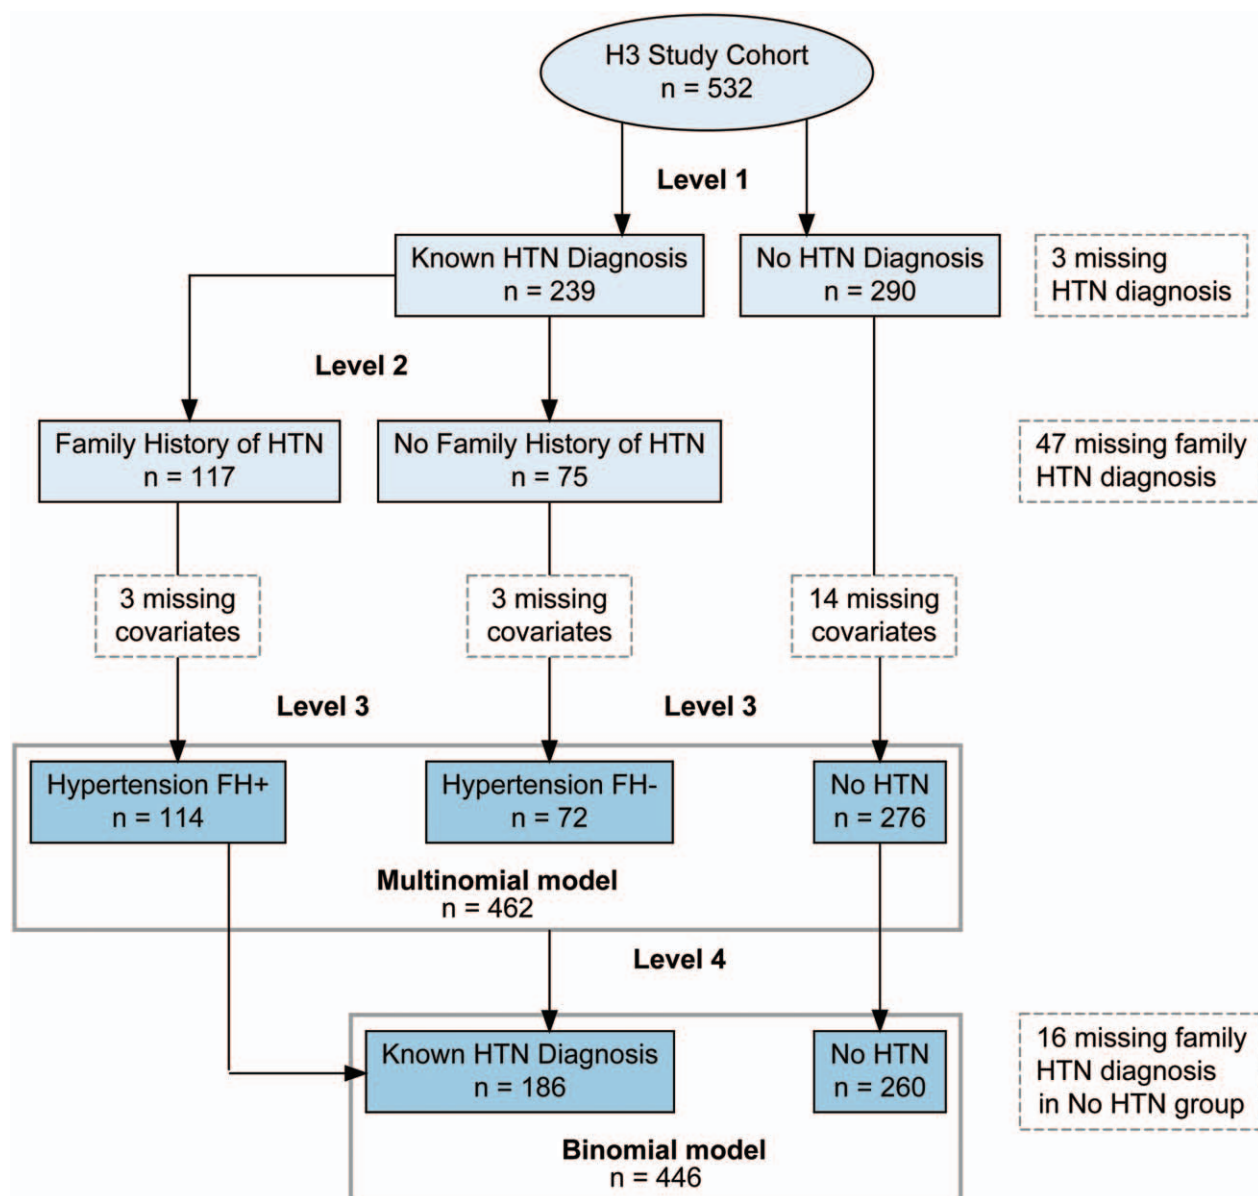 H3 Study Cohort
n = 532
Level 1
Known HTN Diagnosis
n = 239
No HTN Diagnosis
n = 290
3 missing
HTN diagnosis
Level 2
Family History of HTN
n = 117
No Family History of HTN
n = 75
47 missing family
HTN diagnosis
3 missing
covariates
3 missing
covariates
14 missing
covariates
Level 3
Level 3
Hypertension FH+
n = 114
Hypertension FH-
n = 72
No HTN
n = 276
Multinomial model
n = 462
Level 4
Known HTN Diagnosis
n = 186
No HTN
n = 260
16 missing family
HTN diagnosis
in No HTN group
Binomial model
n = 446